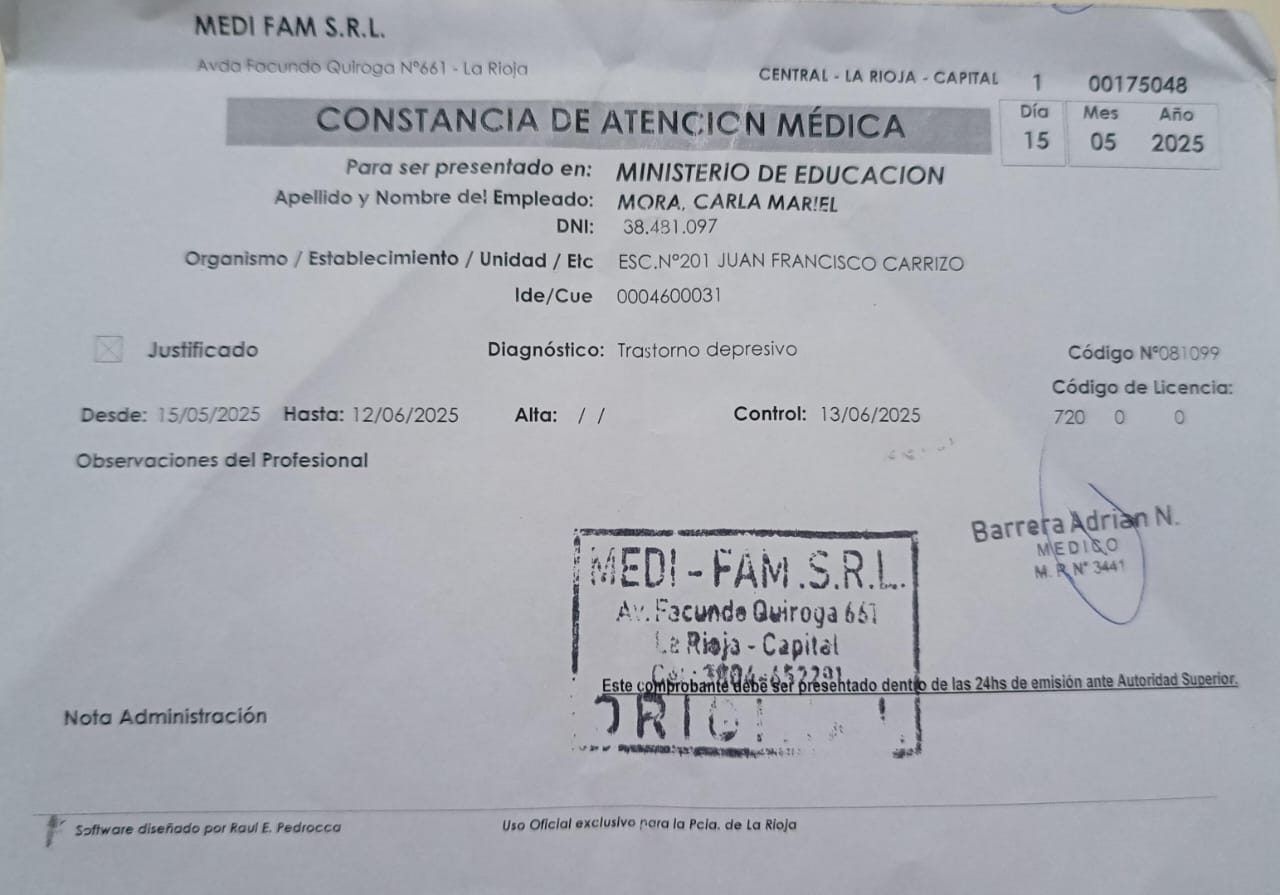 MEDI FAM S.R.L.
Avda Facundo Quiroga Nº661 - La Rioja
CENTRAL - LA RIOJA - CAPITAL 1 00175048
CONSTANCIA DE ATENCION MÉDICA
Día Mes Año
15 05 2025
Para ser presentado en: MINISTERIO DE EDUCACION
Apellido y Nombre del Empleado: MORA, CARLA MARIEL
DNI: 38.481.097
Organismo / Establecimiento / Unidad / Etc ESC.Nº201 JUAN FRANCISCO CARRIZO
Ide/Cue 0004600031
Justificado Diagnóstico: Trastorno depresivo Código Nº081099
Código de Licencia:
Desde: 15/05/2025 Hasta: 12/06/2025 Alta: / / Control: 13/06/2025 720 0 0
Observaciones del Profesional
Barrera Adrian N.
MEDICO
M. P. Nº 3441
MEDI - FAM.S.R.L.
Av. Facundo Quiroga 661
La Rioja - Capital
Este comprobante debe ser presentado dentro de las 24hs de emisión ante Autoridad Superior.
Nota Administración
Software diseñado por Raul E. Pedrocca
Uso Oficial exclusivo para la Pcia. de La Rioja